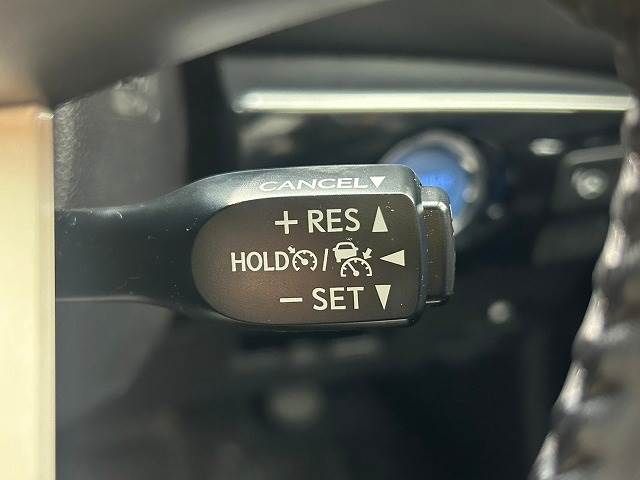 CANCEL▼
+ RES ▲
HOLD / ◀
− SET ▼